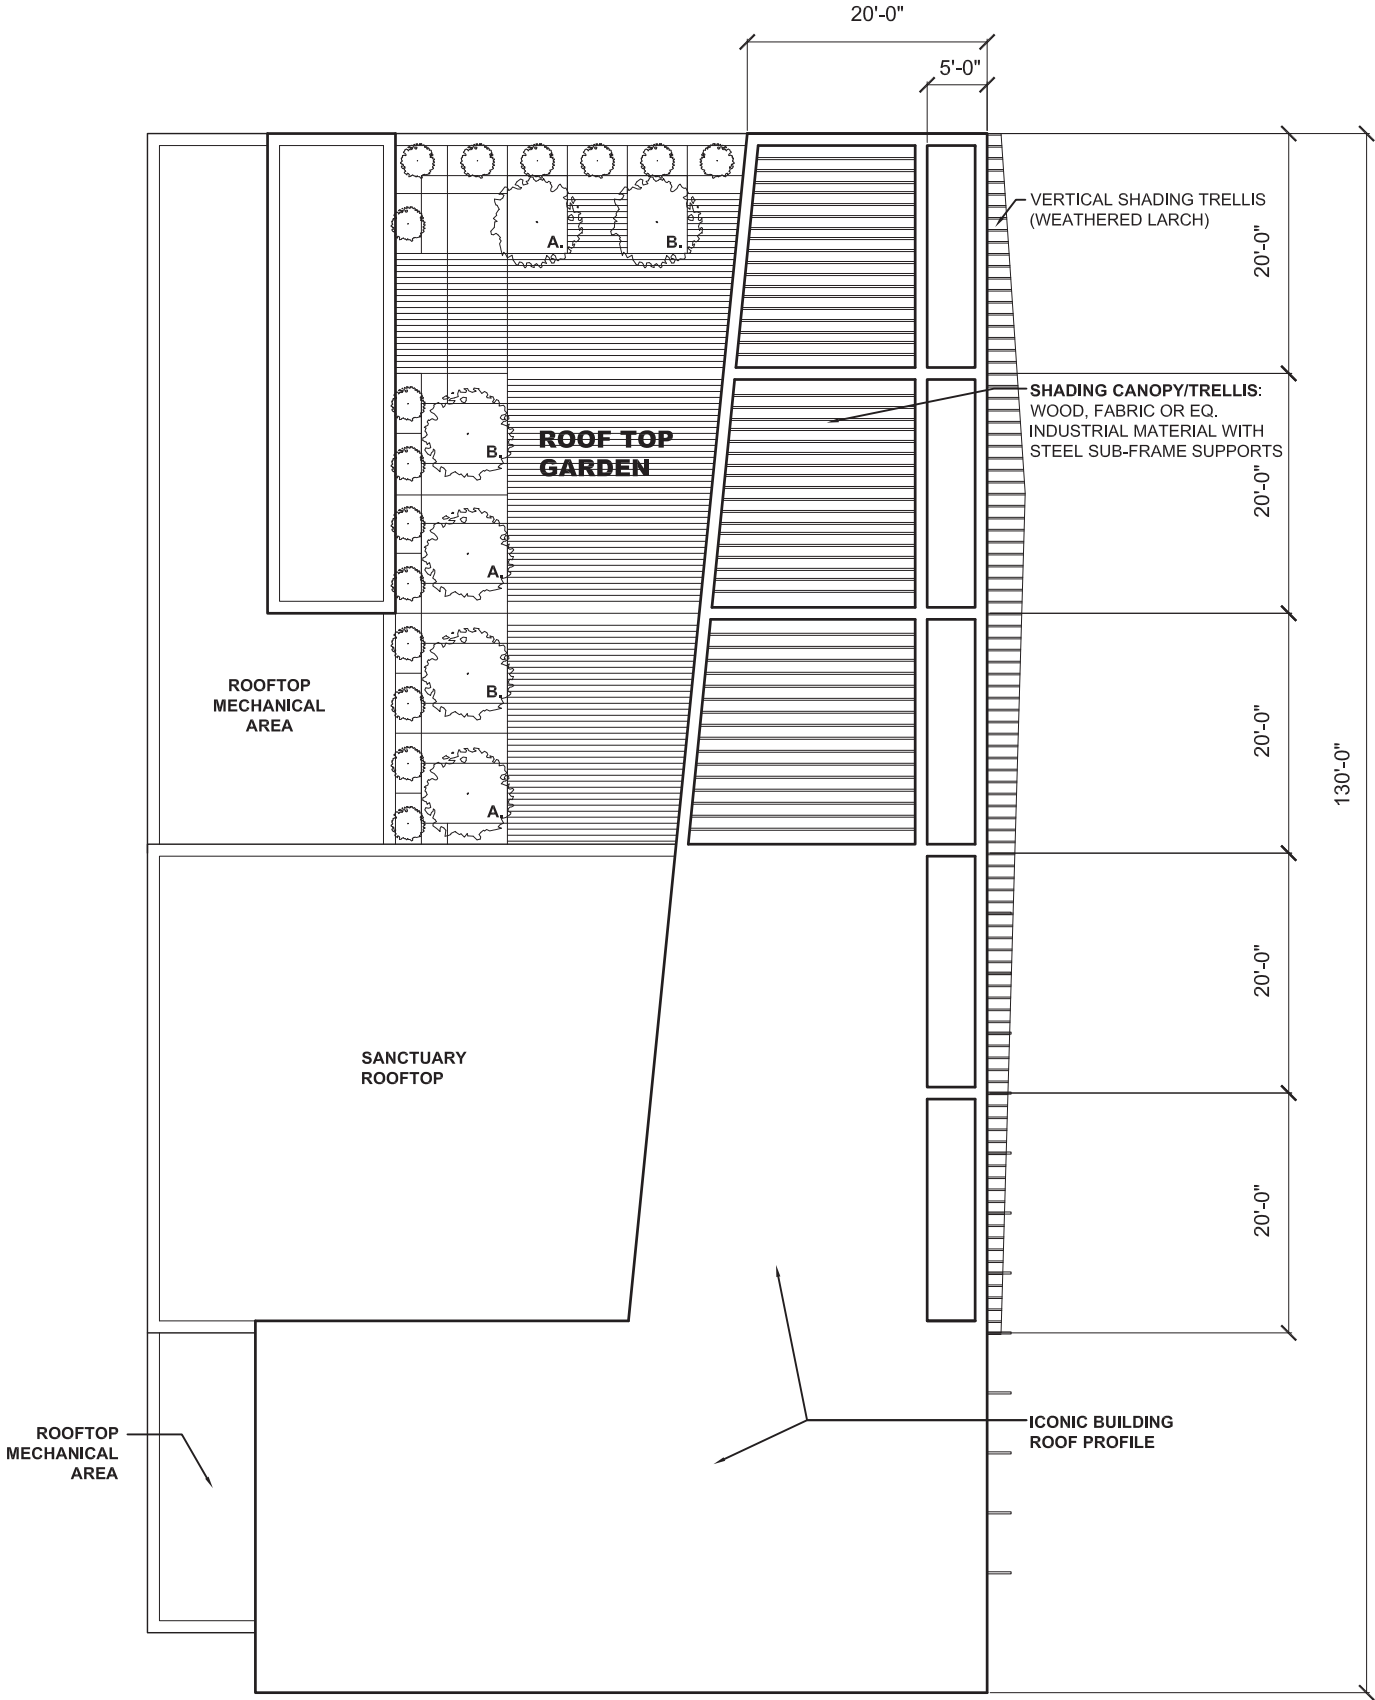 20'-0"
5'-0"
VERTICAL SHADING TRELLIS
(WEATHERED LARCH)
20'-0"
A.
B.
SHADING CANOPY/TRELLIS:
WOOD, FABRIC OR EQ.
INDUSTRIAL MATERIAL WITH
STEEL SUB-FRAME SUPPORTS
ROOF TOP
GARDEN
B.
20'-0"
A.
ROOFTOP
MECHANICAL
AREA
B.
20'-0"
130'-0"
A.
20'-0"
SANCTUARY
ROOFTOP
20'-0"
ICONIC BUILDING
ROOF PROFILE
ROOFTOP
MECHANICAL
AREA